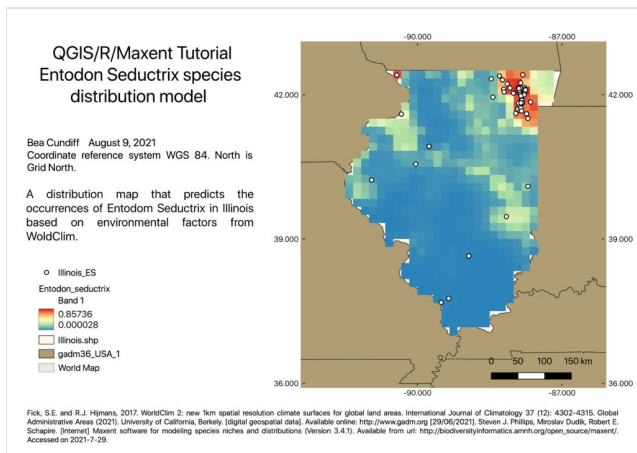 QGIS/R/Maxent Tutorial
Entodon Seductrix species
distribution model
Bea Cundiff August 9, 2021
Coordinate reference system WGS 84. North is
Grid North.
A distribution map that predicts the
occurrences of Entodom Seductrix in Illinois
based on environmental factors from
WoldClim.
Illinois_ES
Entodon_seductrix
Band 1
0.85736
0.000028
Illinois.shp
gadm36_USA_1
World Map
-90.000
-87.000
42.000
42.000
39.000
39.000
36.000
36.000
-90.000
-87.000
0 50 100 150 km
Fick, S.E. and R.J. Hijmans, 2017. WorldClim 2: new 1km spatial resolution climate surfaces for global land areas. International Journal of Climatology 37 (12): 4302-4315. Global
Administrative Areas (2021). University of California, Berkely. [digital geospatial data]. Available online: http://www.gadm.org [29/06/2021]. Steven J. Phillips, Miroslav Dudík, Robert E.
Schapire. [Internet] Maxent software for modeling species niches and distributions (Version 3.4.1). Available from url: http://biodiversityinformatics.amnh.org/open_source/maxent/.
Accessed on 2021-7-29.